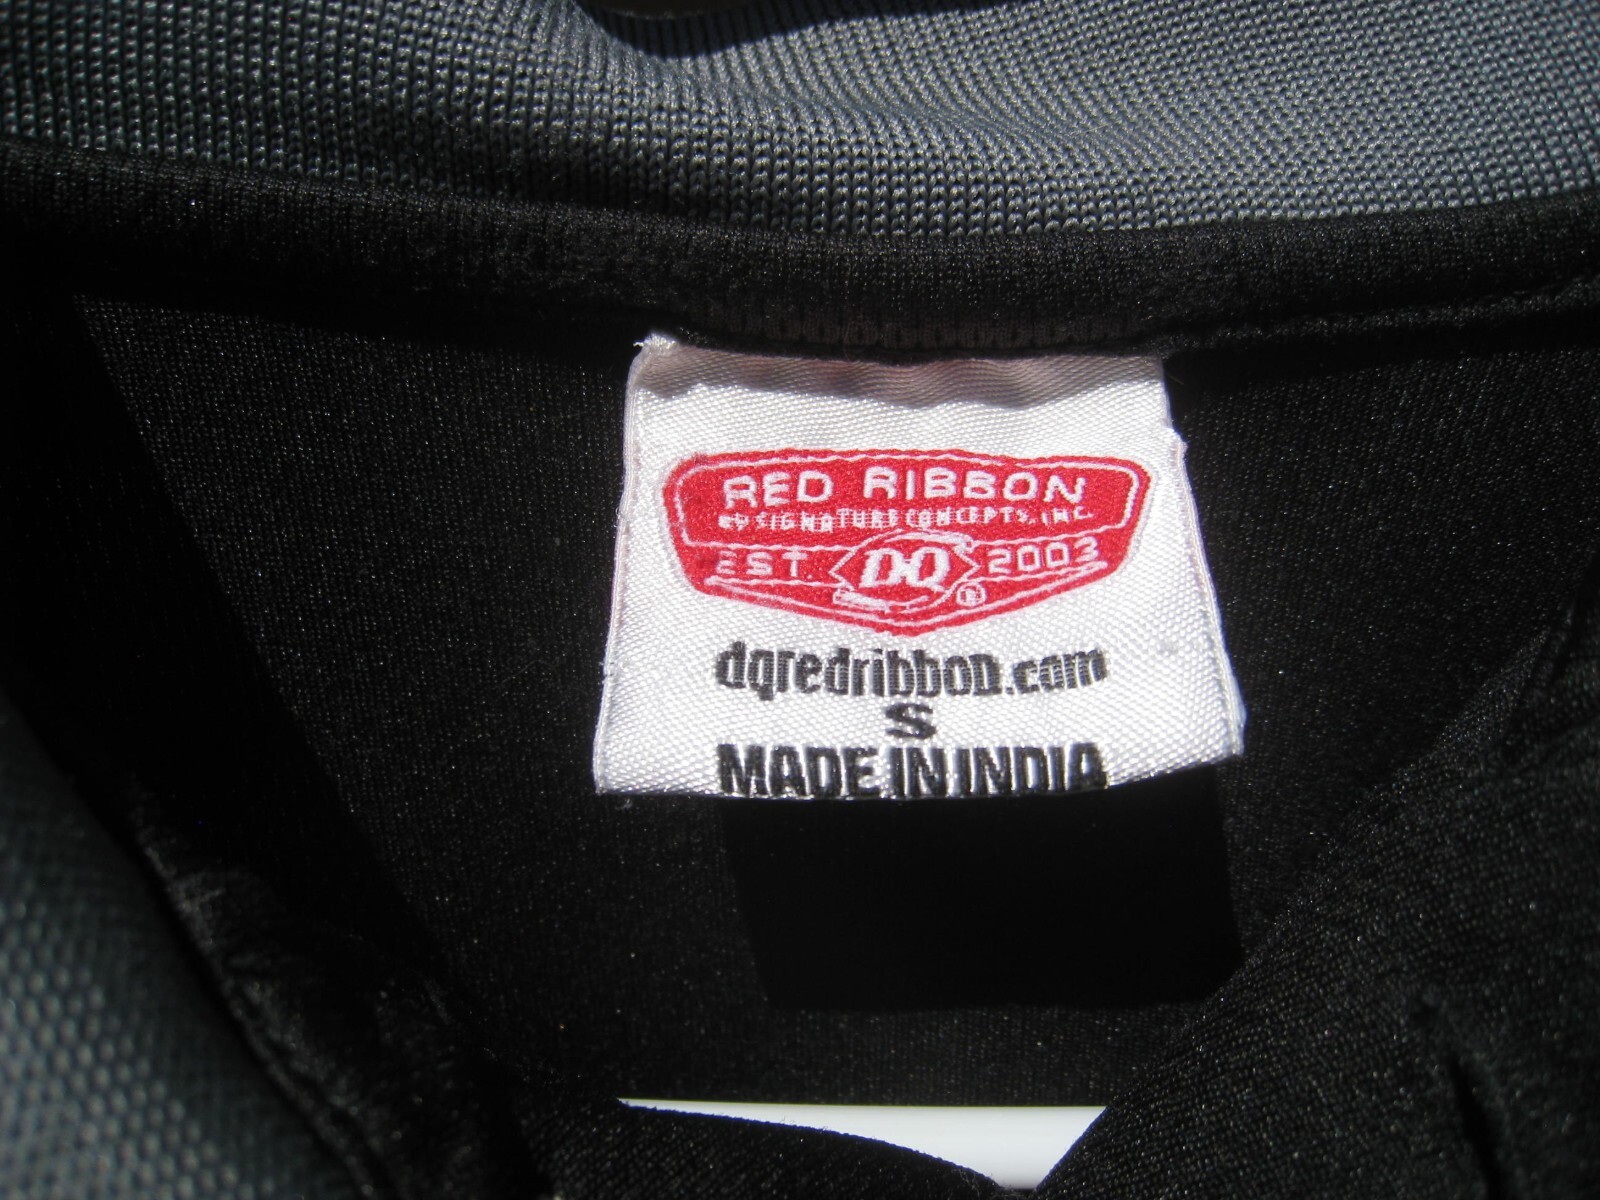 RED RIBBON
BY SIGNATURE CONCEPTS, INC.
EST. DQ ® 2003
dqredribbon.com
S
MADE IN INDIA